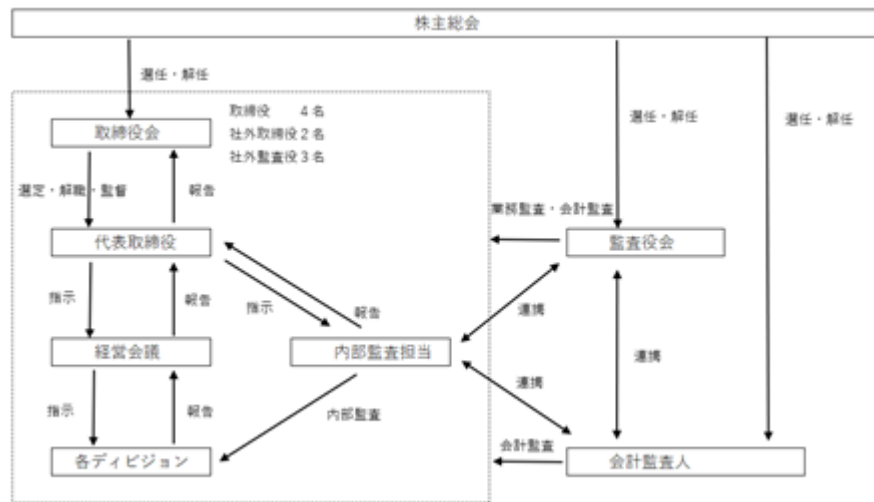 株主総会
選任・解任
取締役 4名
社外取締役2名
社外監査役3名
取締役会
選任・解任
選任・解任
選定・解職・監督
報告
業務監査・会計監査
代表取締役
監査役会
指示
報告
指示
報告
連携
経営会議
内部監査担当
連携
連携
指示
報告
内部監査
会計監査
各ディビジョン
会計監査人